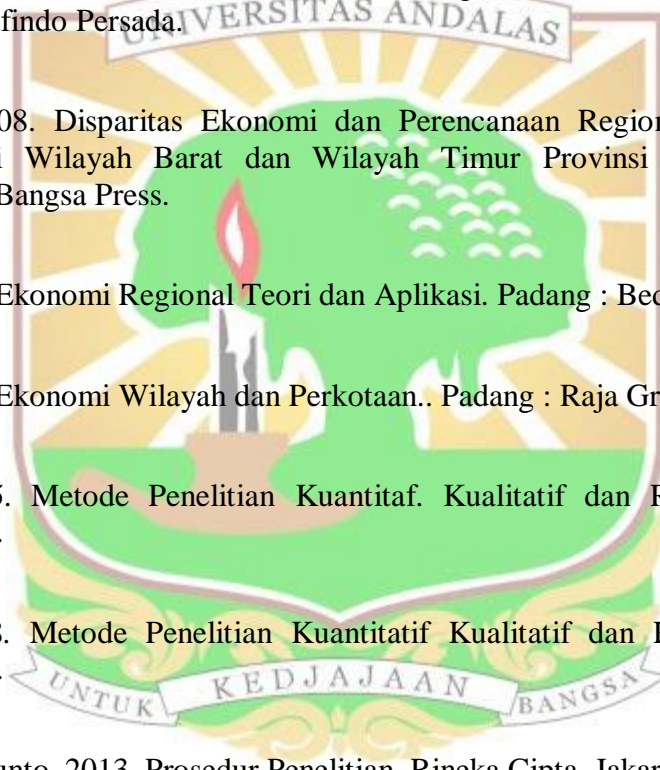 findo Persada.
UNIVERSITAS ANDALAS
08. Disparitas Ekonomi dan Perencanaan Region
i Wilayah Barat dan Wilayah Timur Provinsi
Bangsa Press.
Ekonomi Regional Teori dan Aplikasi. Padang : Bed
Ekonomi Wilayah dan Perkotaan.. Padang : Raja Gr
. Metode Penelitian Kuantitaf. Kualitatif dan R
.
. Metode Penelitian Kuantitatif Kualitatif dan
.
UNTUK KEDJAJAAN BANGSA
unto. 2013. Prosedur Penelitian. Rineka Cipta. Jakar